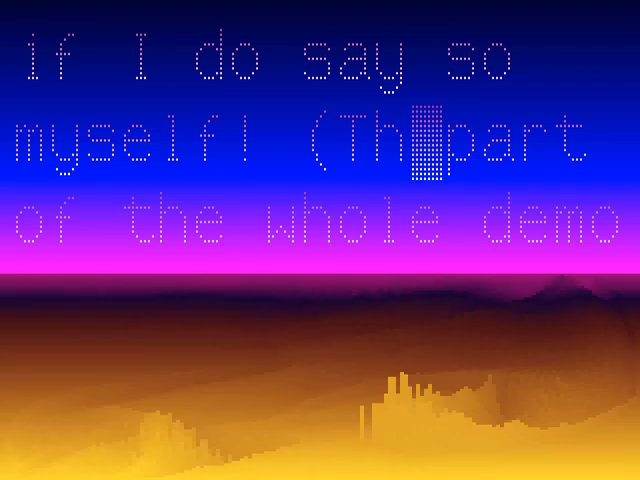 if I do say so
myself! (Th part
of the whole demo